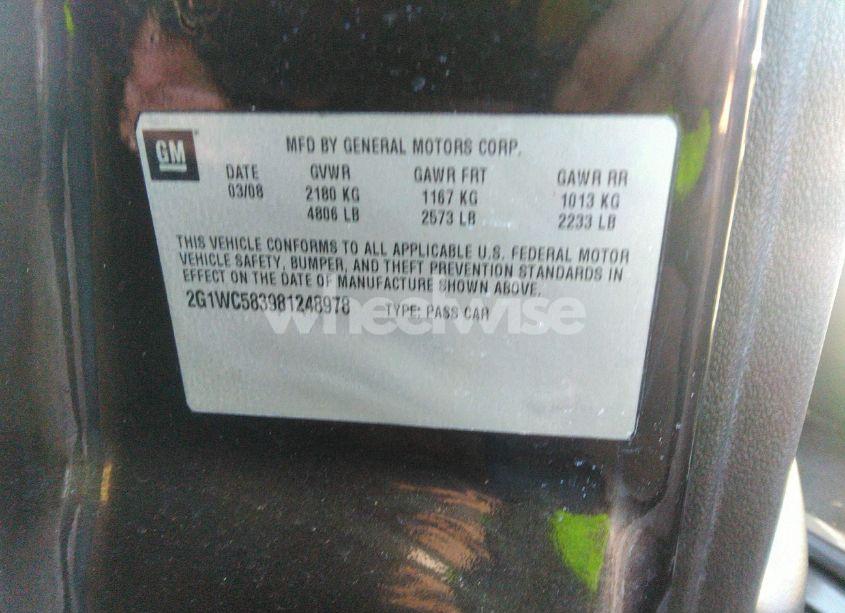 GM
MFD BY GENERAL MOTORS CORP.
DATE GVWR GAWR FRT GAWR RR
03/08 2180 KG 1167 KG 1013 KG
4806 LB 2573 LB 2233 LB
THIS VEHICLE CONFORMS TO ALL APPLICABLE U.S. FEDERAL MOTOR
VEHICLE SAFETY, BUMPER, AND THEFT PREVENTION STANDARDS IN
EFFECT ON THE DATE OF MANUFACTURE SHOWN ABOVE.
2G1WC583981248978 TYPE: PASS CAR
wheelwise